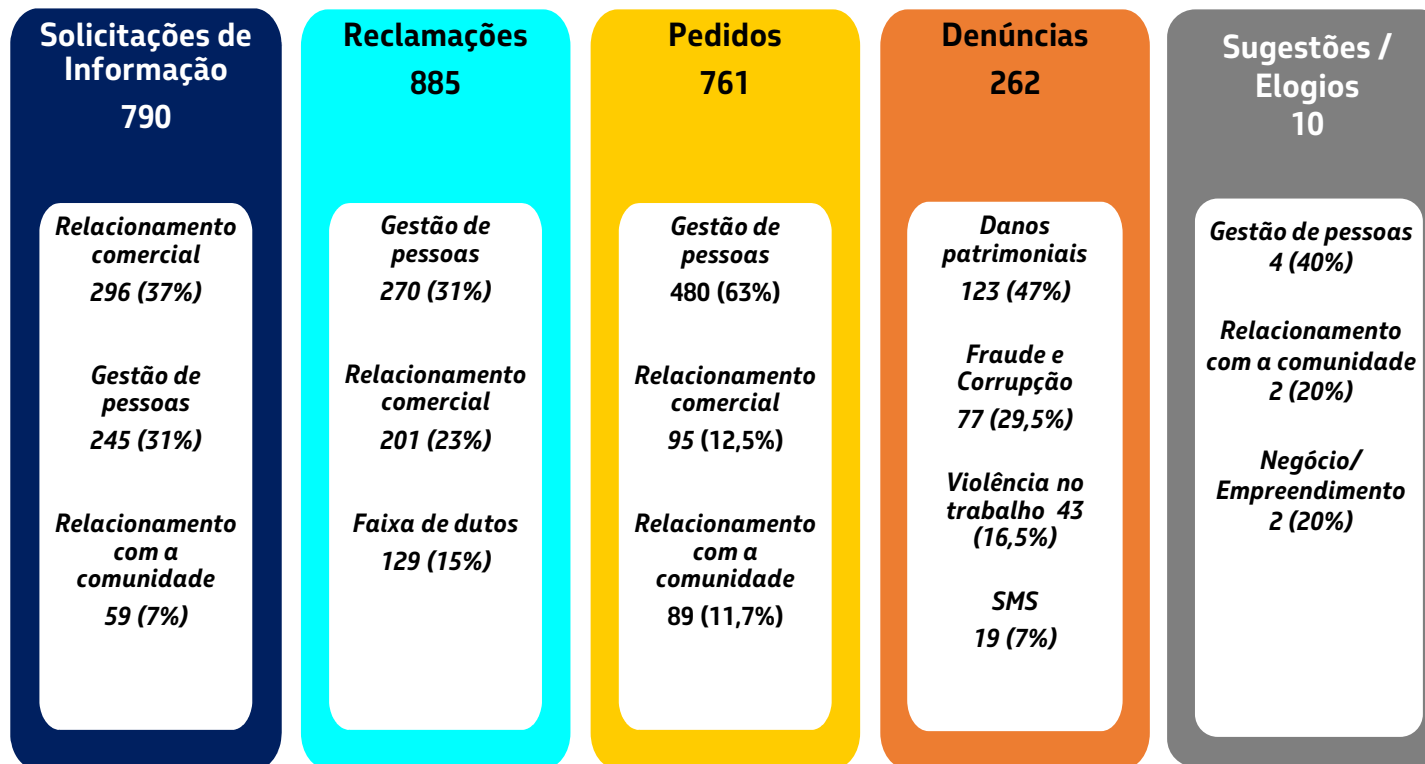 Solicitações de
Informação
790
Relacionamento
comercial
296 (37%)
Gestão de
pessoas
245 (31%)
Relacionamento
com a
comunidade
59 (7%)
Reclamações
885
Gestão de
pessoas
270 (31%)
Relacionamento
comercial
201 (23%)
Faixa de dutos
129 (15%)
Pedidos
761
Gestão de
pessoas
480 (63%)
Relacionamento
comercial
95 (12,5%)
Relacionamento
com a
comunidade
89 (11,7%)
Denúncias
262
Danos
patrimoniais
123 (47%)
Fraude e
Corrupção
77 (29,5%)
Violência no
trabalho 43
(16,5%)
SMS
19 (7%)
Sugestões /
Elogios
10
Gestão de pessoas
4 (40%)
Relacionamento
com a comunidade
2 (20%)
Negócio/
Empreendimento
2 (20%)